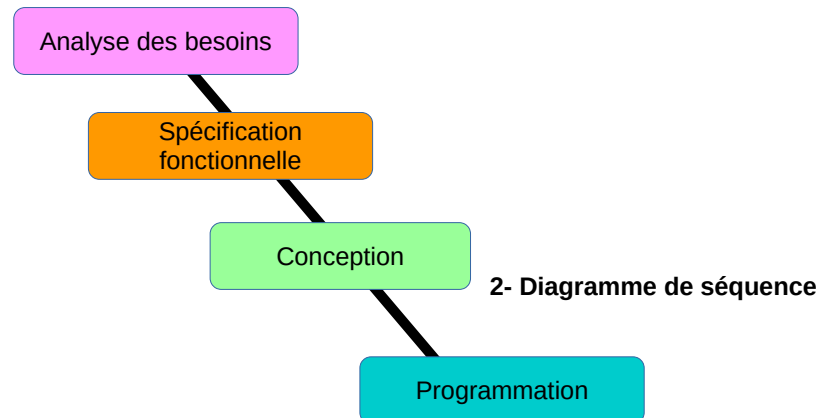 Analyse des besoins
Spécification
fonctionnelle
Conception
2- Diagramme de séquence
Programmation